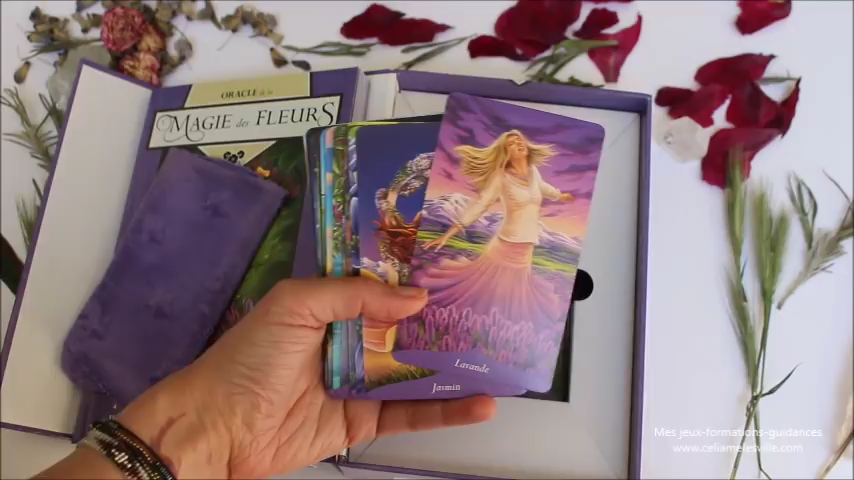 ORACLE de la
MAGIE des FLEURS
Lavande
Jasmin
Mes jeux-formations-guidances
www.celiamelesville.com